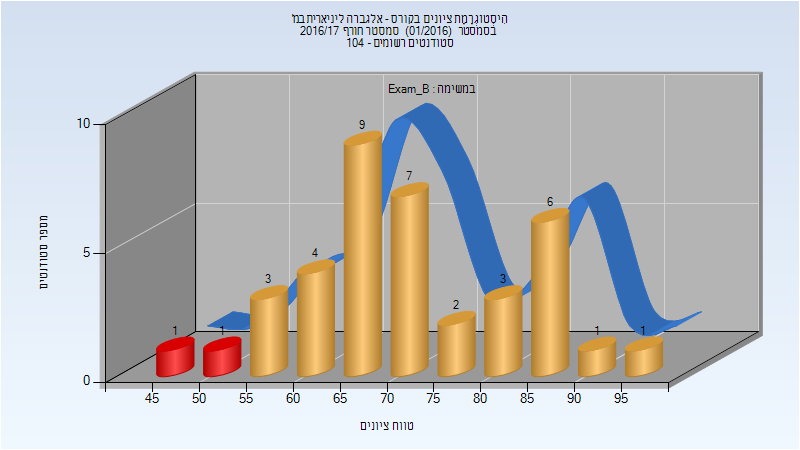 היסטוגרמת ציונים בקורס - אלגברה ליניארית במ'
בסמסטר (01/2016) סמסטר חורף 2016/17
סטודנטים רשומים - 104
במשימה : Exam_B
מספר סטודנטים
10
5
0
1
1
3
4
9
7
2
3
6
1
1
45 50 55 60 65 70 75 80 85 90 95
טווח ציונים